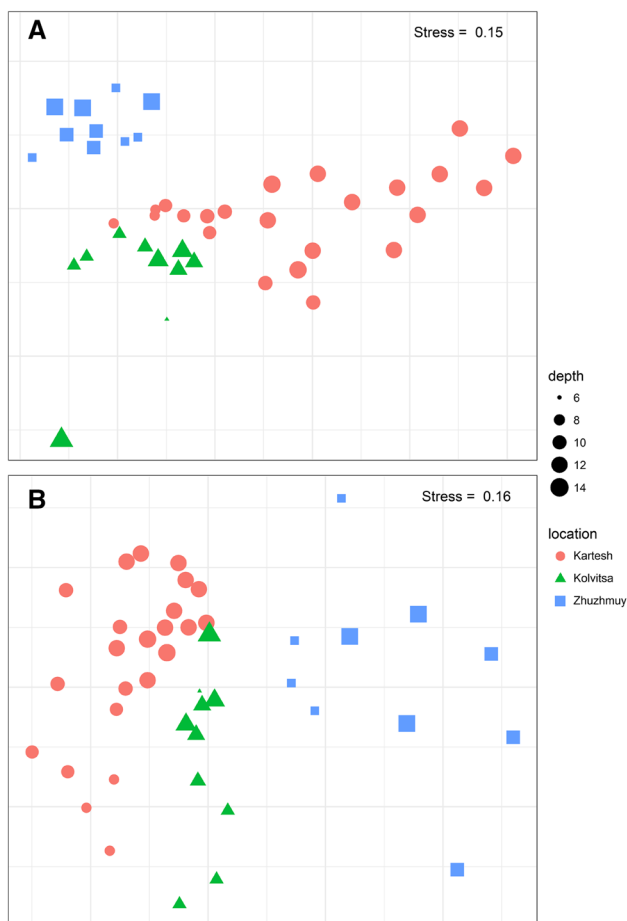 A
Stress = 0.15
depth
6
8
10
12
14
B
Stress = 0.16
location
Kartesh
Kolvitsa
Zhuzhmuy